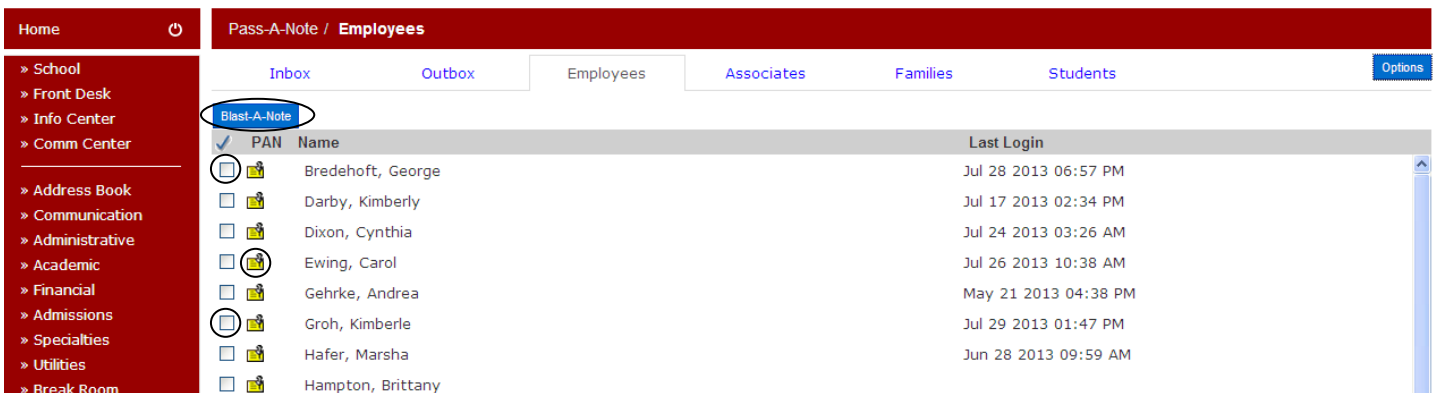 Home
Pass-A-Note / Employees
» School
» Front Desk
» Info Center
» Comm Center
» Address Book
» Communication
» Administrative
» Academic
» Financial
» Admissions
» Specialties
» Utilities
» Break Room
Inbox Outbox Employees Associates Families Students Options
Blast-A-Note
PAN Name Last Login
Bredehoft, George Jul 28 2013 06:57 PM
Darby, Kimberly Jul 17 2013 02:34 PM
Dixon, Cynthia Jul 24 2013 03:26 AM
Ewing, Carol Jul 26 2013 10:38 AM
Gehrke, Andrea May 21 2013 04:38 PM
Groh, Kimberle Jul 29 2013 01:47 PM
Hafer, Marsha Jun 28 2013 09:59 AM
Hampton, Brittany